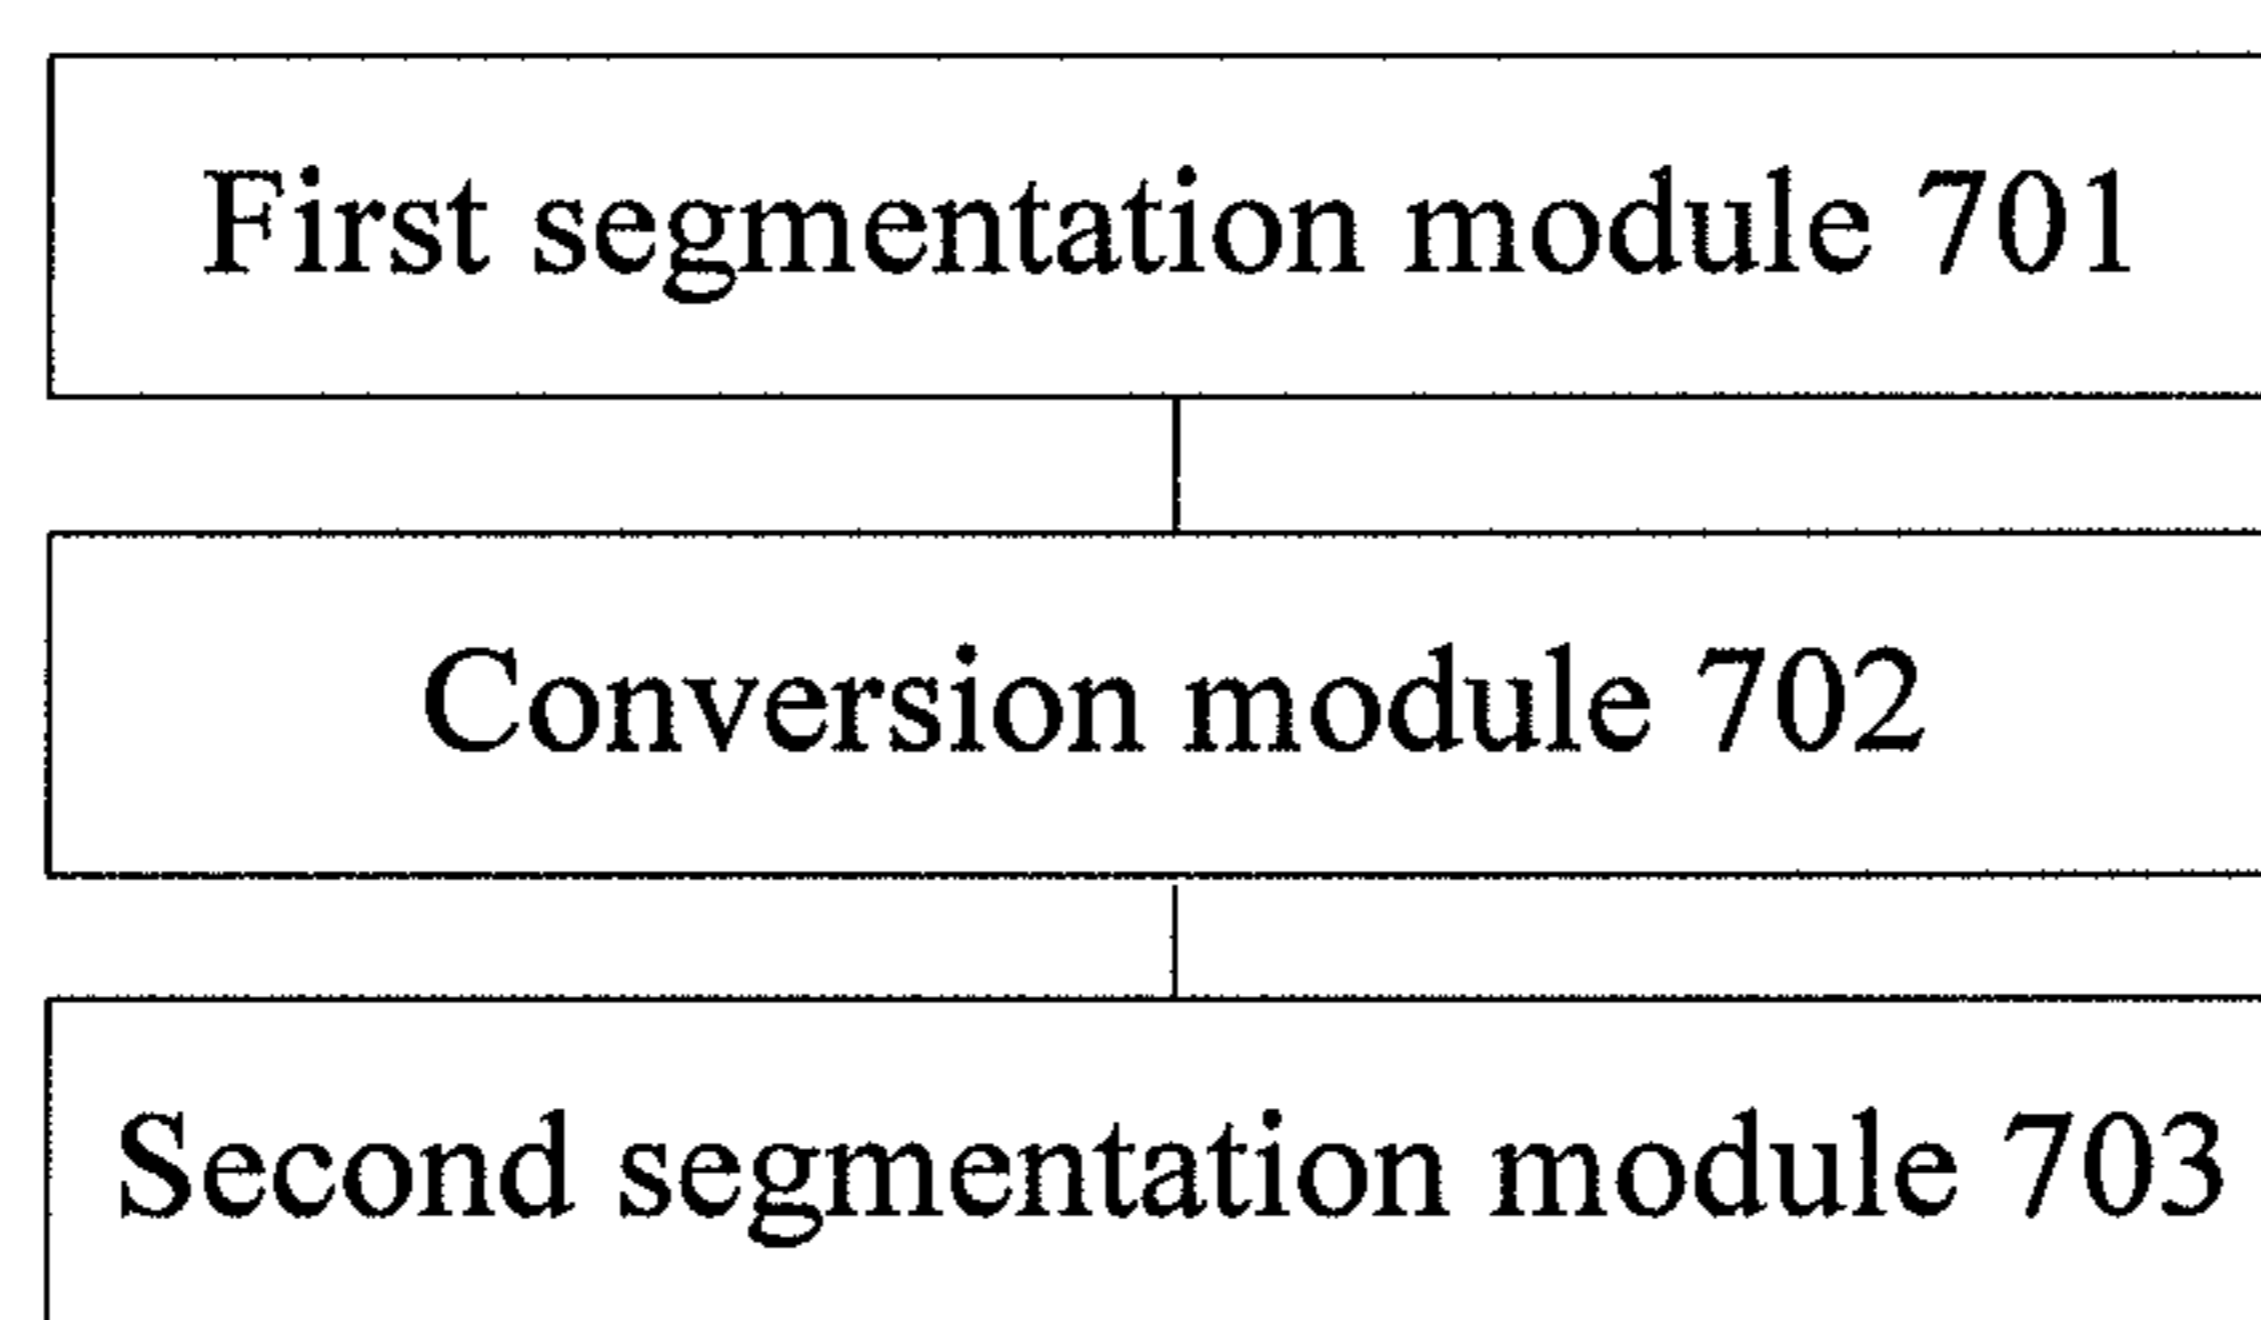 First segmentation module 701
Conversion module 702
Second segmentation module 703